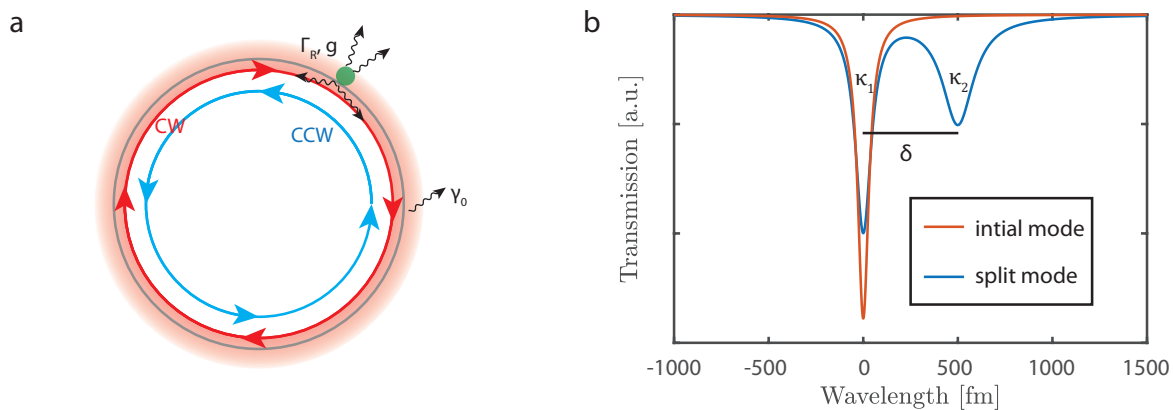 a
Γ_R, g
CW
CCW
γ_0
b
Transmission [a.u.]
κ_1
κ_2
δ
intial mode
split mode
-1000
-500
0
500
1000
1500
Wavelength [fm]